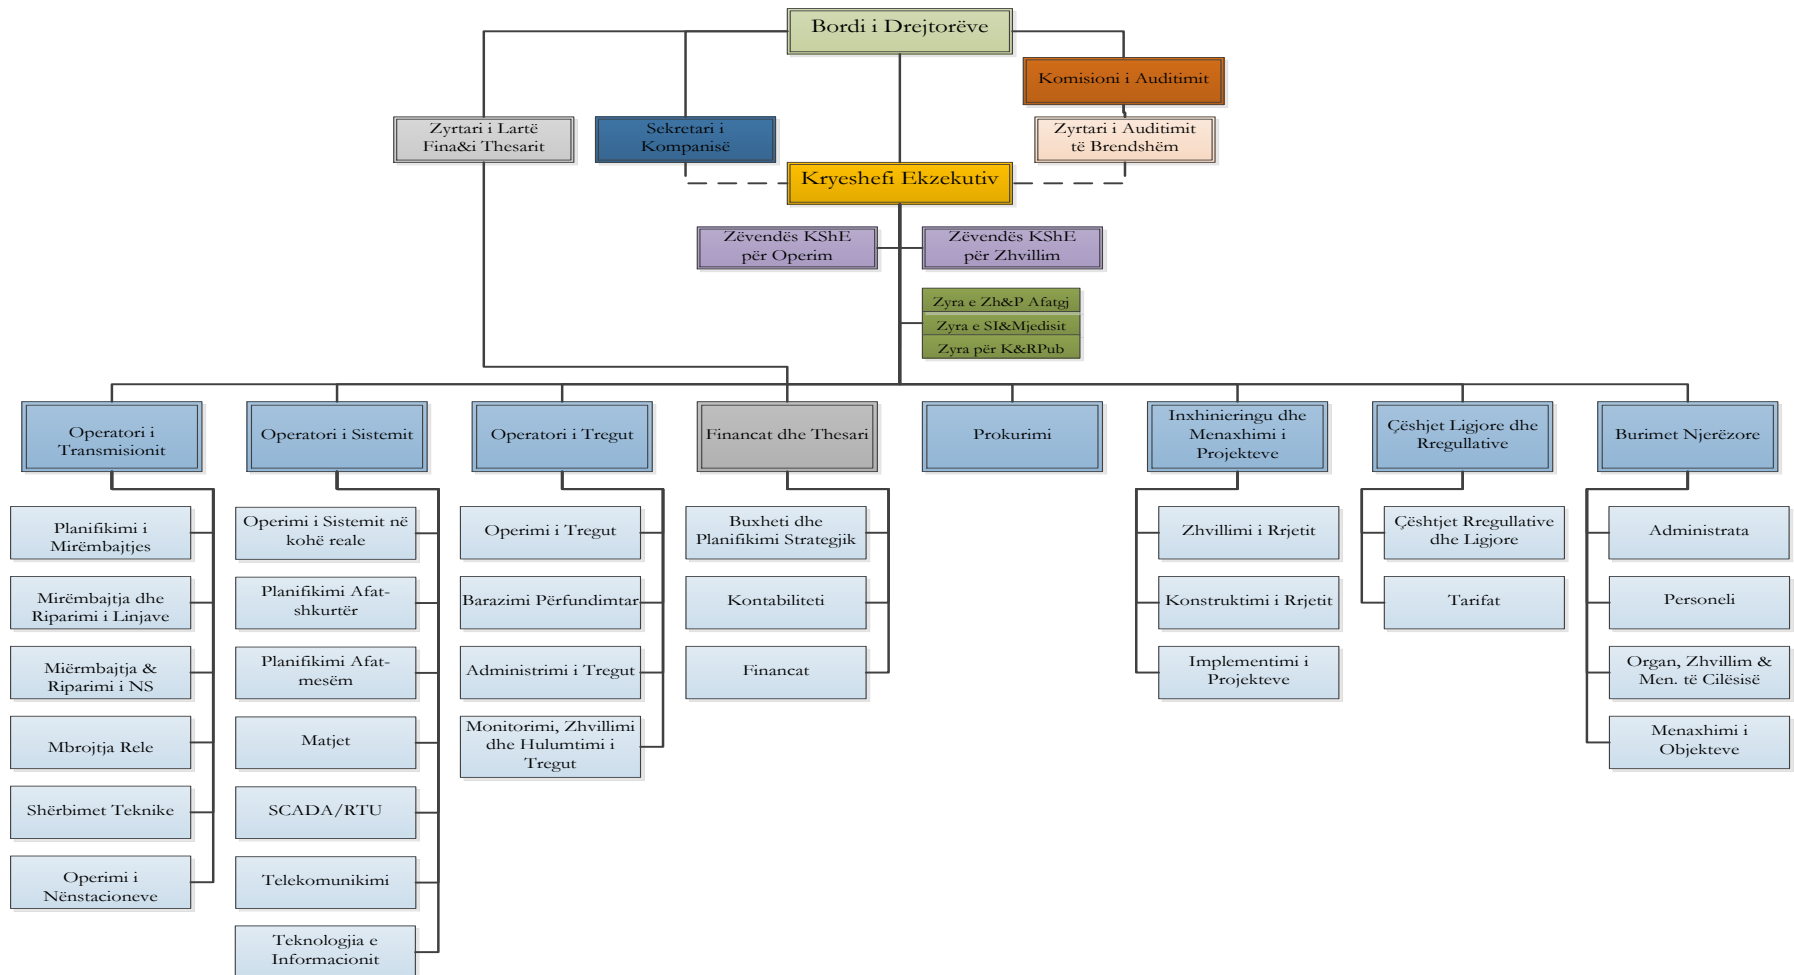 Bordi i Drejtorëve
Komisioni i Auditimit
Zyrtari i Lartë
Fina&i Thesarit
Sekretari i
Kompanisë
Zyrtari i Auditimit
të Brendshëm
Kryeshefi Ekzekutiv
Zëvendës KShE
për Operim
Zëvendës KShE
për Zhvillim
Zyra e Zh&P Afatgj
Zyra e SI&Mjedisit
Zyra për K&RPub
Operatori i
Transmisionit
Operatori i Sistemit
Operatori i Tregut
Financat dhe Thesari
Prokurimi
Inxhinieringu dhe
Menaxhimi i
Projekteve
Çështjet Ligjore dhe
Rregullative
Burimet Njerëzore
Planifikimi i
Mirëmbajtjes
Mirëmbajtja dhe
Riparimi i Linjave
Miërmbajtja &
Riparimi i NS
Mbrojtja Rele
Shërbimet Teknike
Operimi i
Nënstacioneve
Operimi i Sistemit në
kohë reale
Planifikimi Afat-
shkurtër
Planifikimi Afat-
mesëm
Matjet
SCADA/RTU
Telekomunikimi
Teknologjia e
Informacionit
Operimi i Tregut
Barazimi Përfundimtar
Administrimi i Tregut
Monitorimi, Zhvillimi
dhe Hulumtimi i
Tregut
Buxheti dhe
Planifikimi Strategjik
Kontabiliteti
Financat
Zhvillimi i Rrjetit
Konstruktimi i Rrjetit
Implementimi i
Projekteve
Çështjet Rregullative
dhe Ligjore
Tarifat
Administrata
Personeli
Organ, Zhvillim &
Men. të Cilësisë
Menaxhimi i
Objekteve